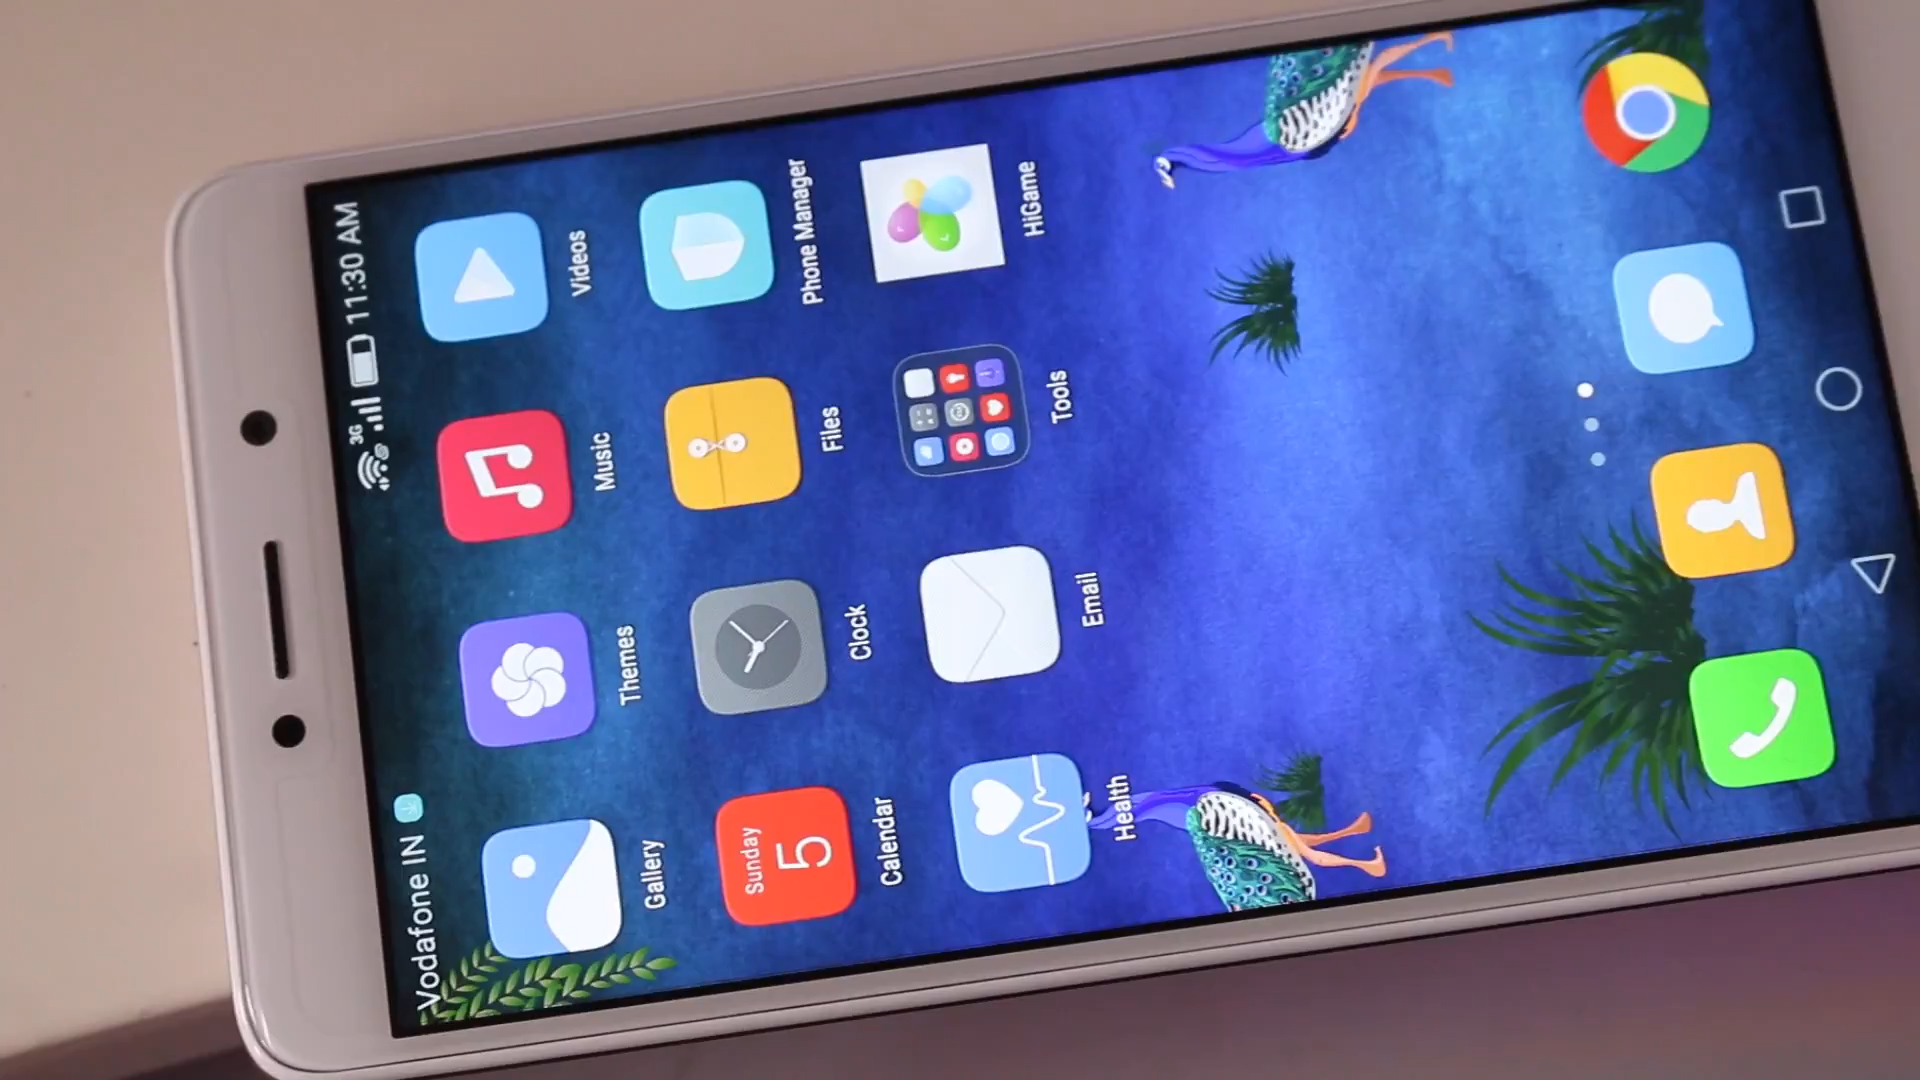 Vodafone IN 3G 11:30 AM
Gallery Themes Music Videos
Sunday
5
Calendar Clock Files Phone Manager
Health Email Tools HiGame